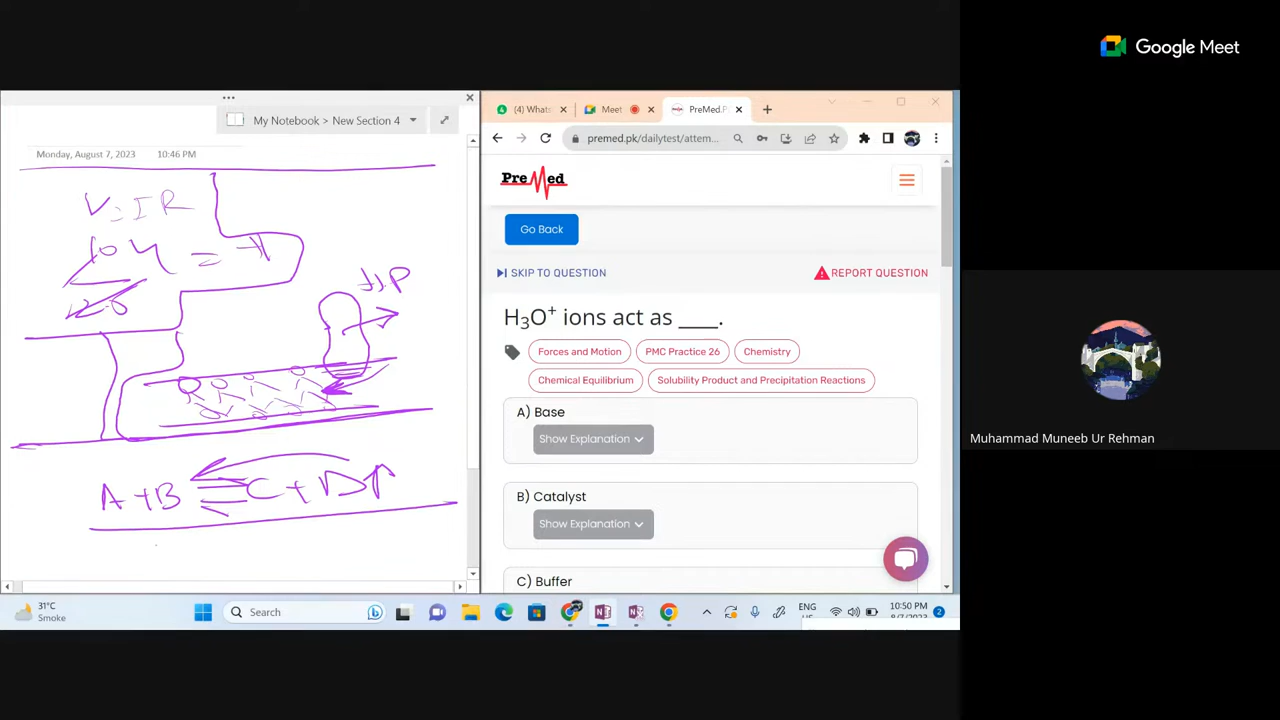 Google Meet
My Notebook > New Section 4
Monday, August 7, 2023 10:46 PM
V = IR
H.P
A + B C + D↑
(4) Whats
Meet
PreMed.P
premed.pk/dailytest/attem...
PreMed
Go Back
SKIP TO QUESTION
REPORT QUESTION
H3O+ ions act as ____.
Forces and Motion
PMC Practice 26
Chemistry
Chemical Equilibrium
Solubility Product and Precipitation Reactions
A) Base
Show Explanation
B) Catalyst
Show Explanation
C) Buffer
Muhammad Muneeb Ur Rehman
31°C
Smoke
Search
ENG
10:50 PM
2